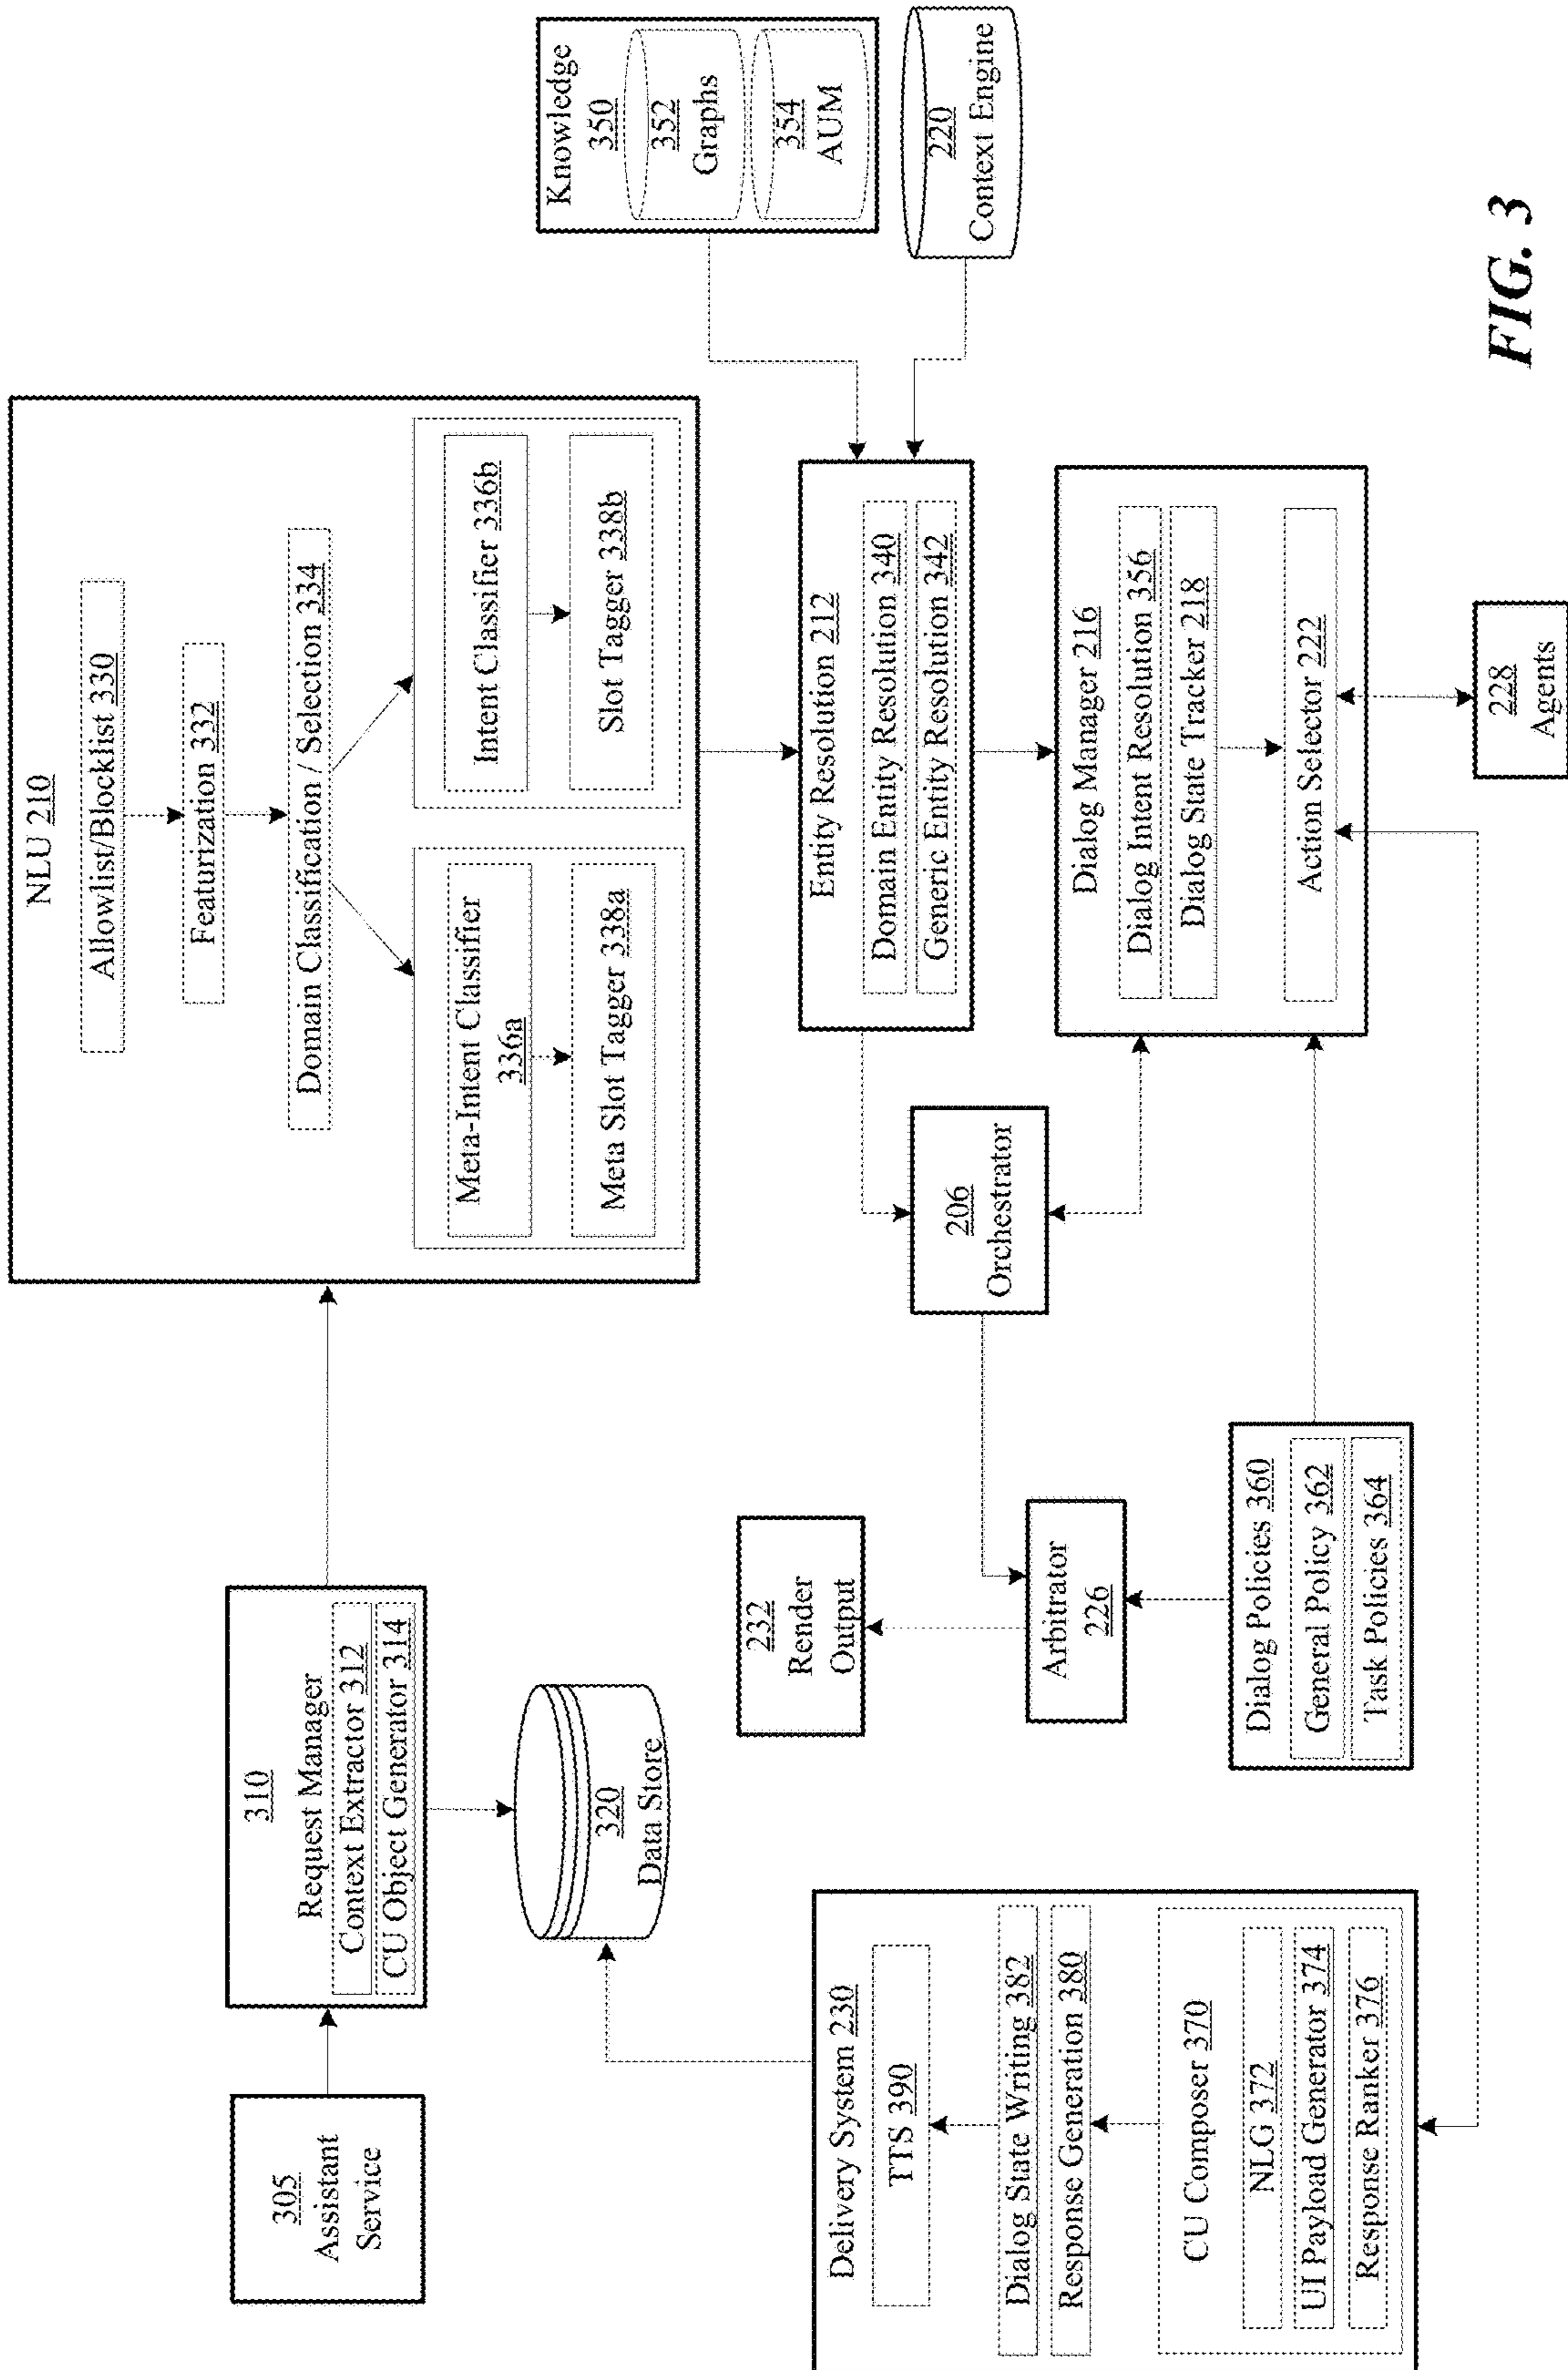 305
Assistant
Service
310
Request Manager
Context Extractor 312
CU Object Generator 314
320
Data Store
NLU 210
Allowlist/Blocklist 330
Featurization 332
Domain Classification / Selection 334
Meta-Intent Classifier
336a
Meta Slot Tagger 338a
Intent Classifier 336b
Slot Tagger 338b
Knowledge
350
352
Graphs
354
AUM
220
Context Engine
Entity Resolution 212
Domain Entity Resolution 340
Generic Entity Resolution 342
206
Orchestrator
232
Render
Output
Arbitrator
226
Dialog Manager 216
Dialog Intent Resolution 356
Dialog State Tracker 218
Action Selector 222
228
Agents
Dialog Policies 360
General Policy 362
Task Policies 364
Delivery System 230
TTS 390
Dialog State Writing 382
Response Generation 380
CU Composer 370
NLG 372
UI Payload Generator 374
Response Ranker 376
FIG. 3